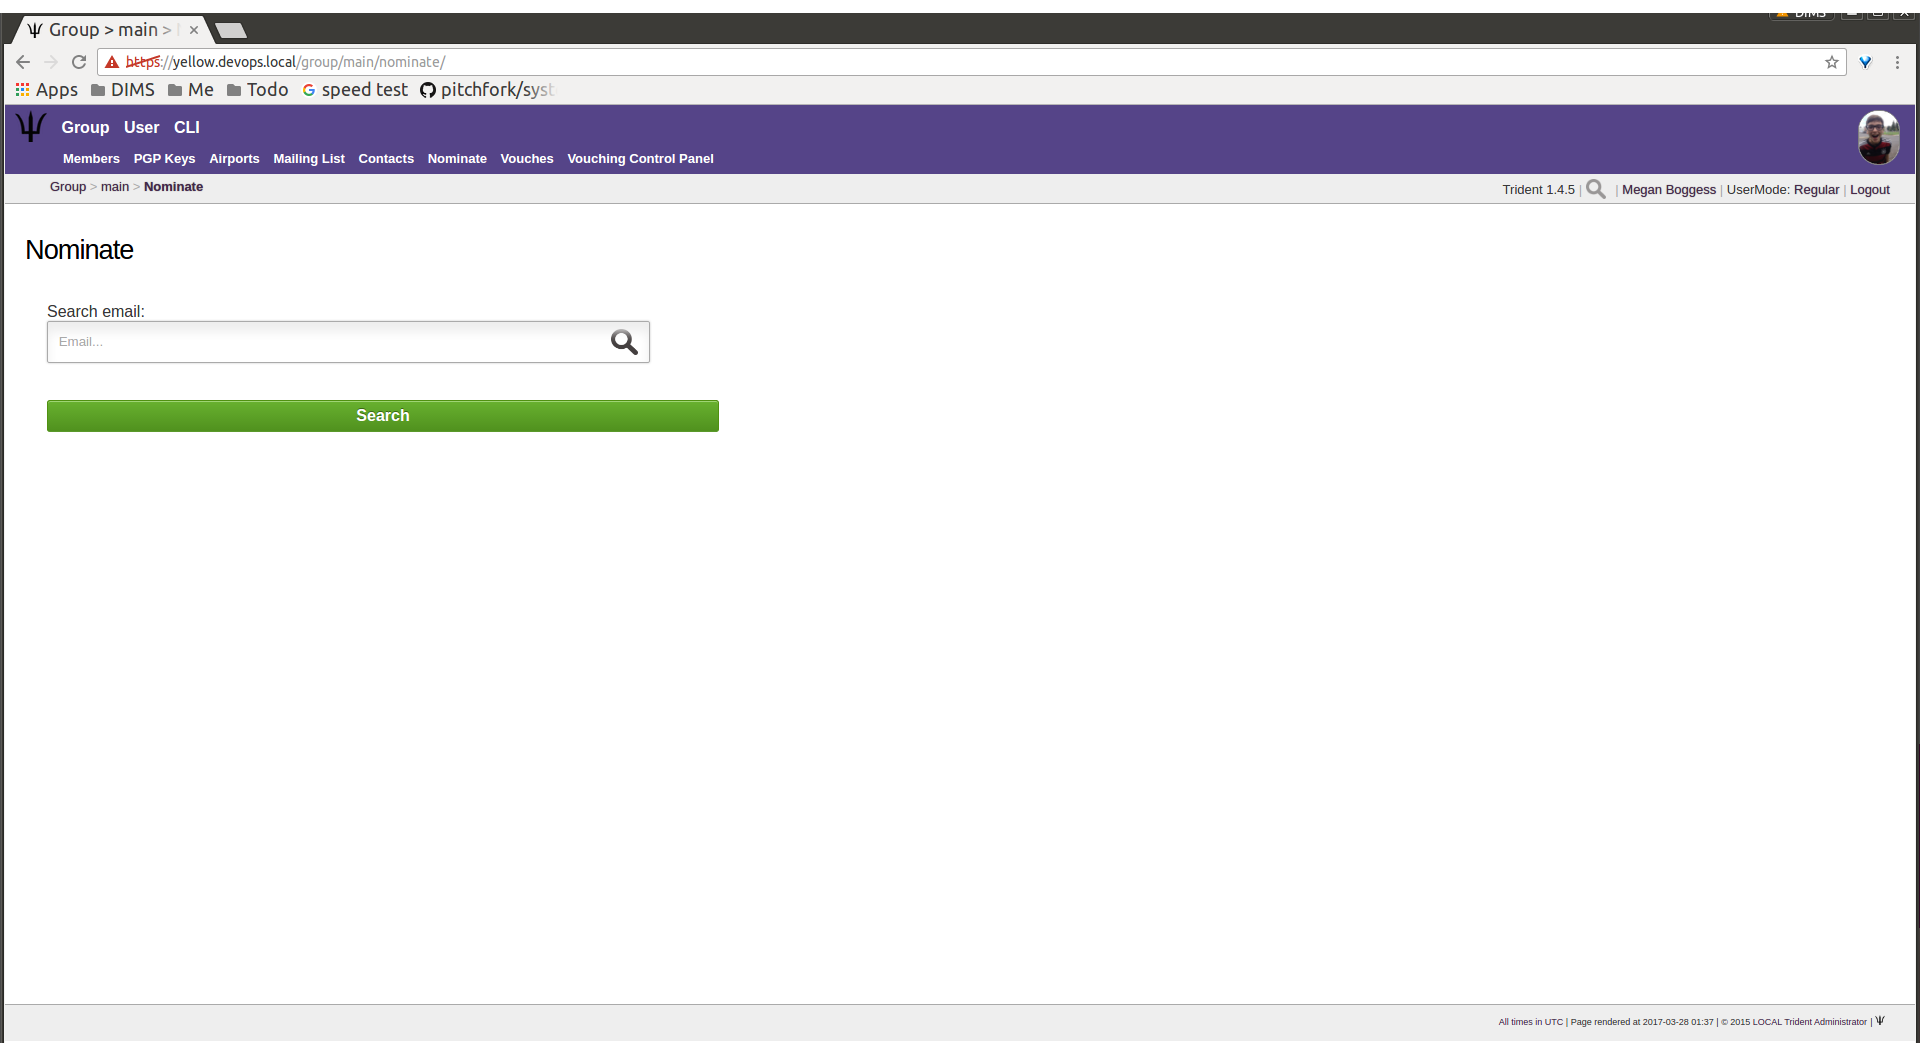 DIMS
Group > main >
https://yellow.devops.local/group/main/nominate/
Apps DIMS Me Todo speed test pitchfork/syst
Group User CLI
Members PGP Keys Airports Mailing List Contacts Nominate Vouches Vouching Control Panel
Group > main > Nominate
Trident 1.4.5 | | Megan Boggess | UserMode: Regular | Logout
Nominate
Search email:
Email...
Search
All times in UTC | Page rendered at 2017-03-28 01:37 | © 2015 LOCAL Trident Administrator |